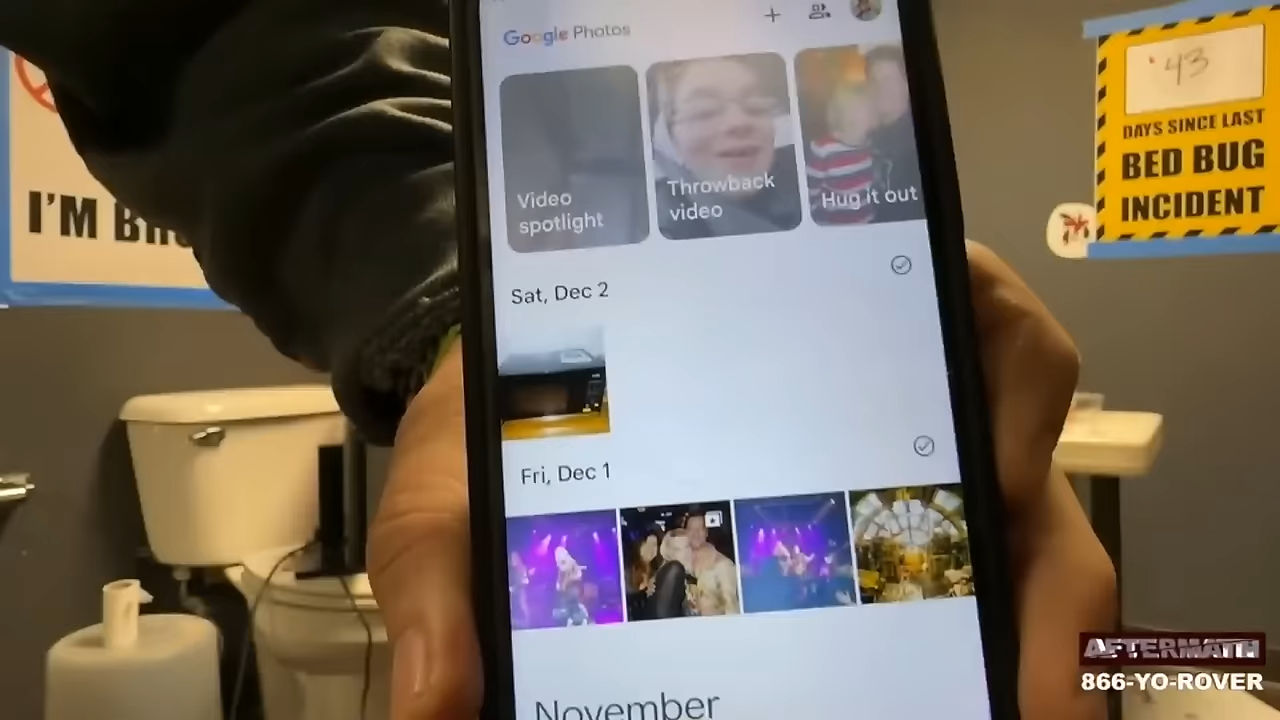 Google Photos
Video
spotlight
Throwback
video
Hug it out
Sat, Dec 2
Fri, Dec 1
November
I'M
43
DAYS SINCE LAST
BED BUG
INCIDENT
AFTERMATH
866-YO-ROVER